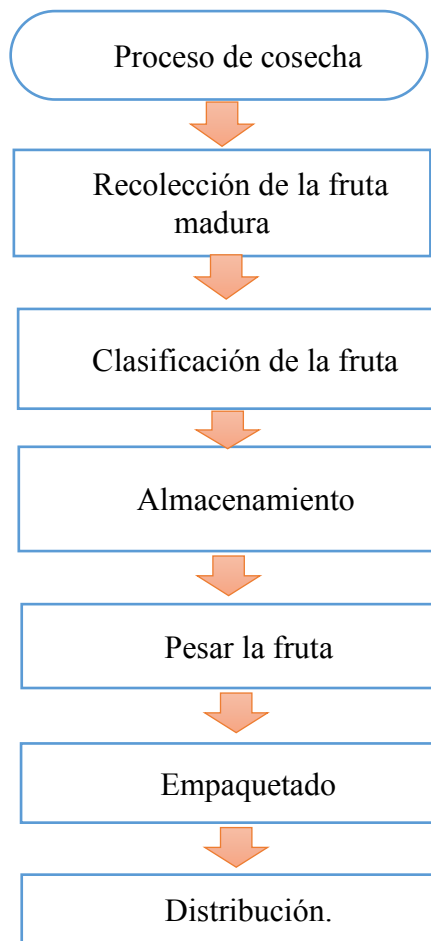 Proceso de cosecha
Recolección de la fruta
madura
Clasificación de la fruta
Almacenamiento
Pesar la fruta
Empaquetado
Distribución.